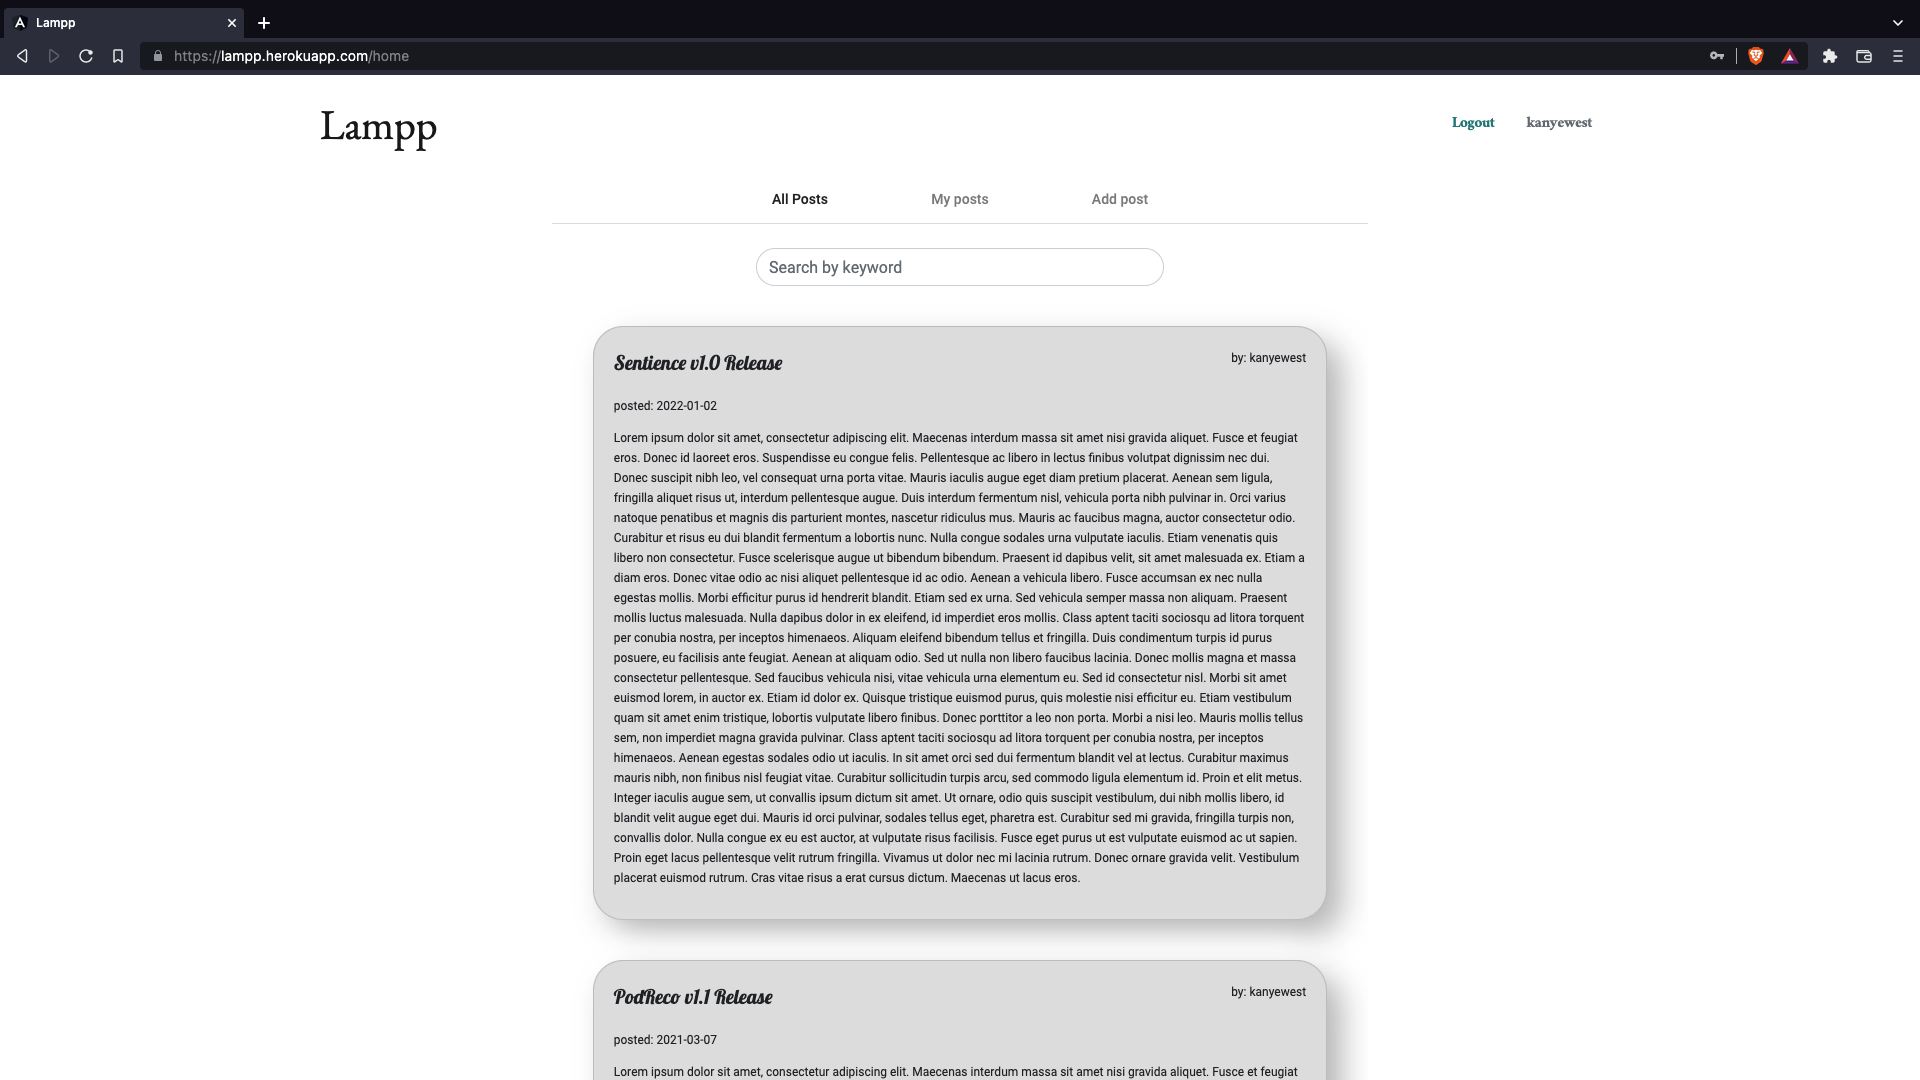 Lampp
https://lampp.herokuapp.com/home
Lampp
Logout
kanyewest
All Posts
My posts
Add post
Search by keyword
Sentience v1.0 Release
by: kanyewest
posted: 2022-01-02
Lorem ipsum dolor sit amet, consectetur adipiscing elit. Maecenas interdum massa sit amet nisi gravida aliquet. Fusce et feugiat
eros. Donec id laoreet eros. Suspendisse eu congue felis. Pellentesque ac libero in lectus finibus volutpat dignissim nec dui.
Donec suscipit nibh leo, vel consequat urna porta vitae. Mauris iaculis augue eget diam pretium placerat. Aenean sem ligula,
fringilla aliquet risus ut, interdum pellentesque augue. Duis interdum fermentum nisl, vehicula porta nibh pulvinar in. Orci varius
natoque penatibus et magnis dis parturient montes, nascetur ridiculus mus. Mauris ac faucibus magna, auctor consectetur odio.
Curabitur et risus eu dui blandit fermentum a lobortis nunc. Nulla congue sodales urna vulputate iaculis. Etiam venenatis quis
libero non consectetur. Fusce scelerisque augue ut bibendum bibendum. Praesent id dapibus velit, sit amet malesuada ex. Etiam a
diam eros. Donec vitae odio ac nisi aliquet pellentesque id ac odio. Aenean a vehicula libero. Fusce accumsan ex nec nulla
egestas mollis. Morbi efficitur purus id hendrerit blandit. Etiam sed ex urna. Sed vehicula semper massa non aliquam. Praesent
mollis luctus malesuada. Nulla dapibus dolor in ex eleifend, id imperdiet eros mollis. Class aptent taciti sociosqu ad litora torquent
per conubia nostra, per inceptos himenaeos. Aliquam eleifend bibendum tellus et fringilla. Duis condimentum turpis id purus
posuere, eu facilisis ante feugiat. Aenean at aliquam odio. Sed ut nulla non libero faucibus lacinia. Donec mollis magna et massa
consectetur pellentesque. Sed faucibus vehicula nisi, vitae vehicula urna elementum eu. Sed id consectetur nisl. Morbi sit amet
euismod lorem, in auctor ex. Etiam id dolor ex. Quisque tristique euismod purus, quis molestie nisi efficitur eu. Etiam vestibulum
quam sit amet enim tristique, lobortis vulputate libero finibus. Donec porttitor a leo non porta. Morbi a nisi leo. Mauris mollis tellus
sem, non imperdiet magna gravida pulvinar. Class aptent taciti sociosqu ad litora torquent per conubia nostra, per inceptos
himenaeos. Aenean egestas sodales odio ut iaculis. In sit amet orci sed dui fermentum blandit vel at lectus. Curabitur maximus
mauris nibh, non finibus nisl feugiat vitae. Curabitur sollicitudin turpis arcu, sed commodo ligula elementum id. Proin et elit metus.
Integer iaculis augue sem, ut convallis ipsum dictum sit amet. Ut ornare, odio quis suscipit vestibulum, dui nibh mollis libero, id
blandit velit augue eget dui. Mauris id orci pulvinar, sodales tellus eget, pharetra est. Curabitur sed mi gravida, fringilla turpis non,
convallis dolor. Nulla congue ex eu est auctor, at vulputate risus facilisis. Fusce eget purus ut est vulputate euismod ac ut sapien.
Proin eget lacus pellentesque velit rutrum fringilla. Vivamus ut dolor nec mi lacinia rutrum. Donec ornare gravida velit. Vestibulum
placerat euismod rutrum. Cras vitae risus a erat cursus dictum. Maecenas ut lacus eros.
PodReco v1.1 Release
by: kanyewest
posted: 2021-03-07
Lorem ipsum dolor sit amet, consectetur adipiscing elit. Maecenas interdum massa sit amet nisi gravida aliquet. Fusce et feugiat